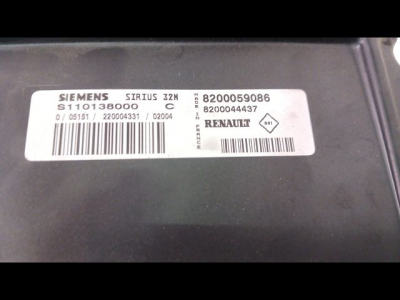 SIEMENS SIRIUS 32N
S110138000 C
0 / 05151 / 220004331 / 02004
MADE IN FRANCE
8200059086
8200044437
RENAULT